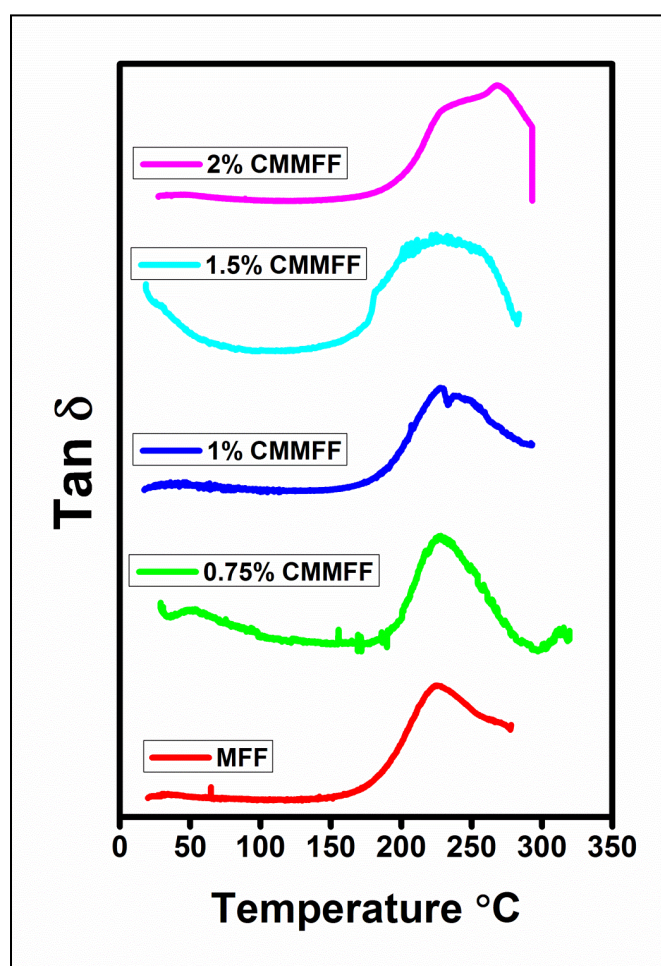 2% CMMFF
1.5% CMMFF
1% CMMFF
0.75% CMMFF
MFF
Tan δ
0 50 100 150 200 250 300 350
Temperature °C